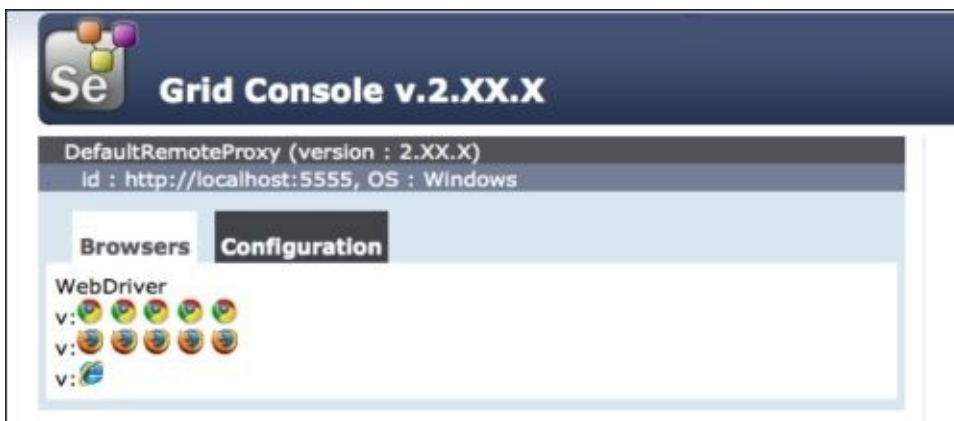 Se
Grid Console v.2.XX.X
DefaultRemoteProxy (version : 2.XX.X)
id : http://localhost:5555, OS : Windows
Browsers Configuration
WebDriver
v:
v:
v: